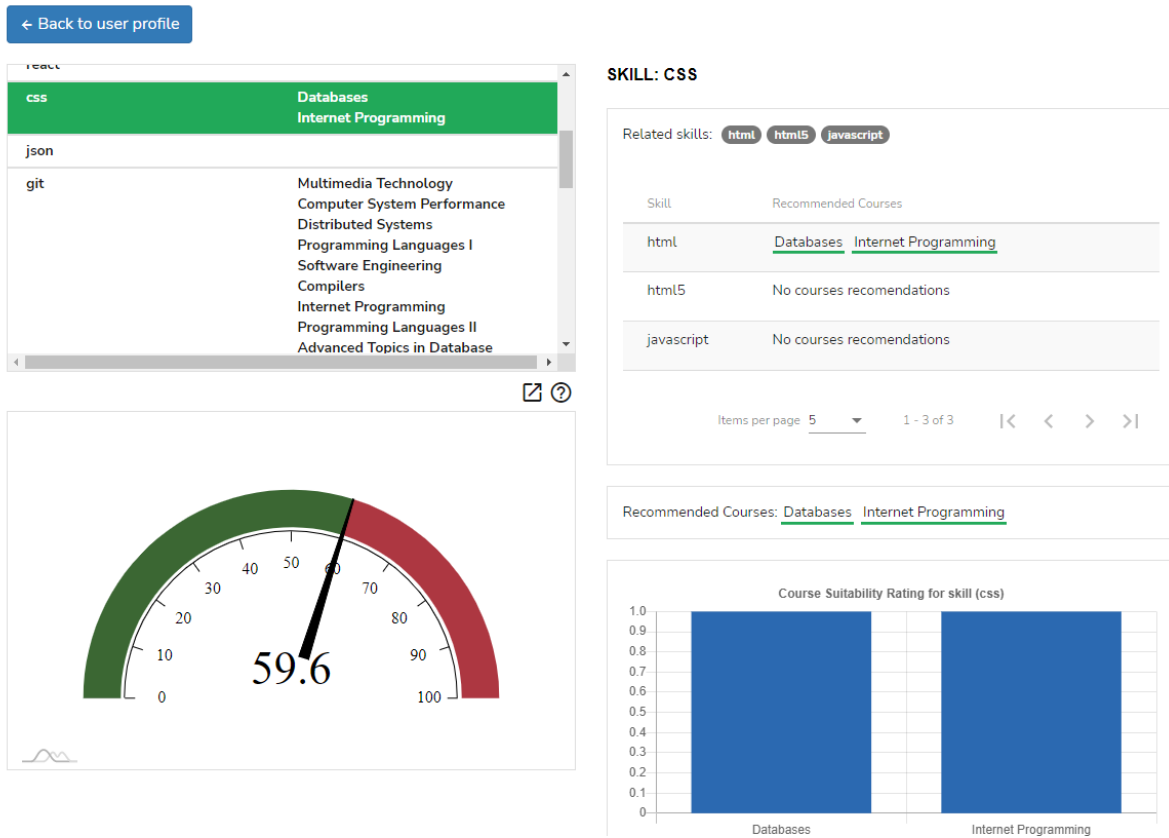 ← Back to user profile
react
css Databases
Internet Programming
json
git Multimedia Technology
Computer System Performance
Distributed Systems
Programming Languages I
Software Engineering
Compilers
Internet Programming
Programming Languages II
Advanced Topics in Database
0
10
20
30
40
50
60
70
80
90
100
59.6
SKILL: CSS
Related skills: html html5 javascript
Skill Recommended Courses
html Databases Internet Programming
html5 No courses recomendations
javascript No courses recomendations
Items per page 5 1 - 3 of 3
Recommended Courses: Databases Internet Programming
Course Suitability Rating for skill (css)
1.0
0.9
0.8
0.7
0.6
0.5
0.4
0.3
0.2
0.1
0
Databases Internet Programming